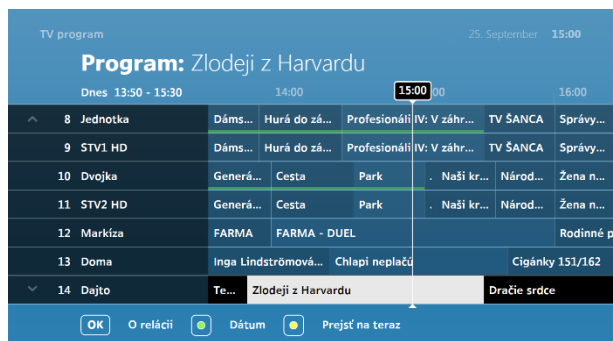 TV program 25. September 15:00
Program: Zlodeji z Harvardu
Dnes 13:50 - 15:30 14:00 15:00 00 16:00
8 Jednotka Dáms... Hurá do zá... Profesionáli IV: V záhr... TV ŠANCA Správy...
9 STV1 HD Dáms... Hurá do zá... Profesionáli IV: V záhr... TV ŠANCA Správy...
10 Dvojka Generá... Cesta Park . Naši kr... Národ... Žena n...
11 STV2 HD Generá... Cesta Park . Naši kr... Národ... Žena n...
12 Markíza FARMA FARMA - DUEL Rodinné p
13 Doma Inga Lindströmová... Chlapi neplačú Cigánky 151/162
14 Dajto Te... Zlodeji z Harvardu Dračie srdce
OK O relácii Dátum Prejsť na teraz